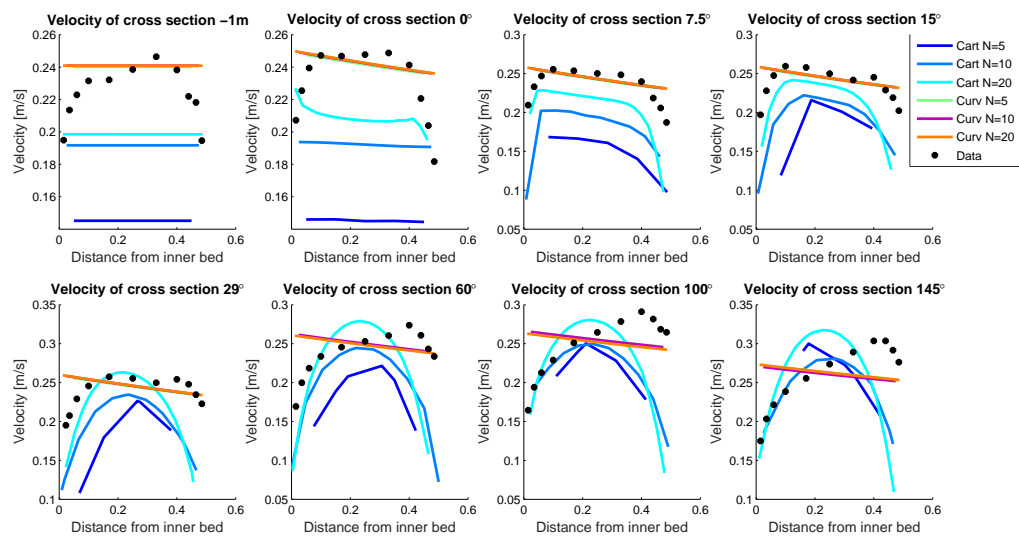 Velocity of cross section −1m
Velocity of cross section 0°
Velocity of cross section 7.5°
Velocity of cross section 15°
0.26
0.24
0.22
0.2
0.18
0.16
Velocity [m/s]
0 0.2 0.4 0.6
Distance from inner bed
0.26
0.24
0.22
0.2
0.18
0.16
Velocity [m/s]
0 0.2 0.4 0.6
Distance from inner bed
0.3
0.25
0.2
0.15
0.1
0.05
Velocity [m/s]
0 0.2 0.4 0.6
Distance from inner bed
0.3
0.25
0.2
0.15
0.1
0.05
Velocity [m/s]
0 0.2 0.4 0.6
Distance from inner bed
Cart N=5
Cart N=10
Cart N=20
Curv N=5
Curv N=10
Curv N=20
Data
Velocity of cross section 29°
Velocity of cross section 60°
Velocity of cross section 100°
Velocity of cross section 145°
0.35
0.3
0.25
0.2
0.15
0.1
Velocity [m/s]
0 0.2 0.4 0.6
Distance from inner bed
0.3
0.25
0.2
0.15
0.1
0.05
Velocity [m/s]
0 0.2 0.4 0.6
Distance from inner bed
0.3
0.25
0.2
0.15
0.1
0.05
Velocity [m/s]
0 0.2 0.4 0.6
Distance from inner bed
0.35
0.3
0.25
0.2
0.15
0.1
Velocity [m/s]
0 0.2 0.4 0.6
Distance from inner bed